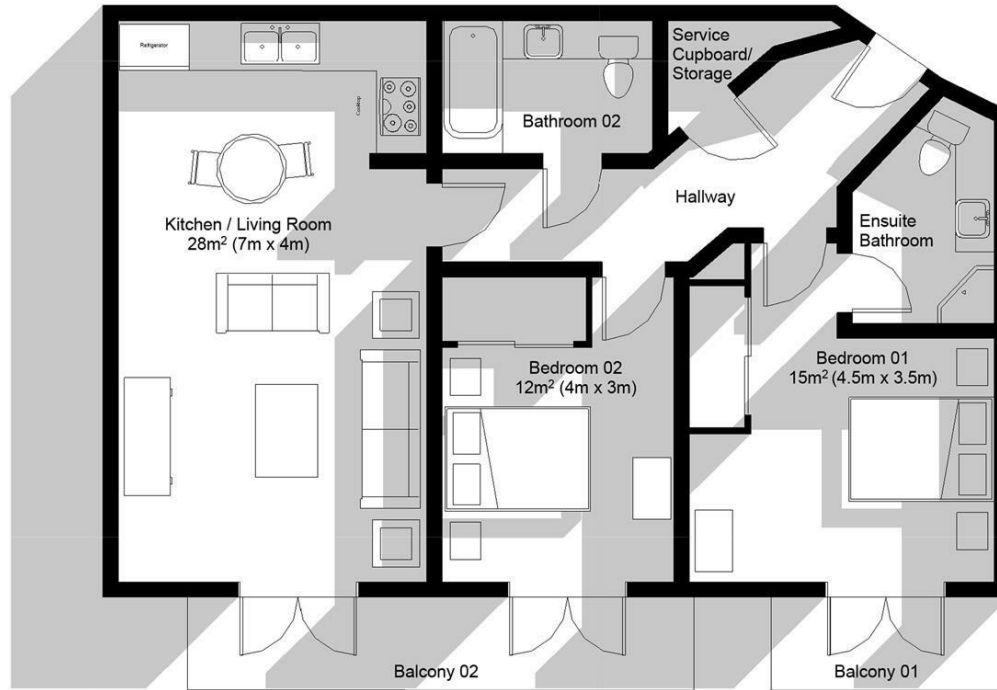 Refrigerator
Cooktop
Service
Cupboard/
Storage
Bathroom 02
Hallway
Kitchen / Living Room
28m² (7m x 4m)
Ensuite
Bathroom
Bedroom 02
12m² (4m x 3m)
Bedroom 01
15m² (4.5m x 3.5m)
Balcony 02
Balcony 01